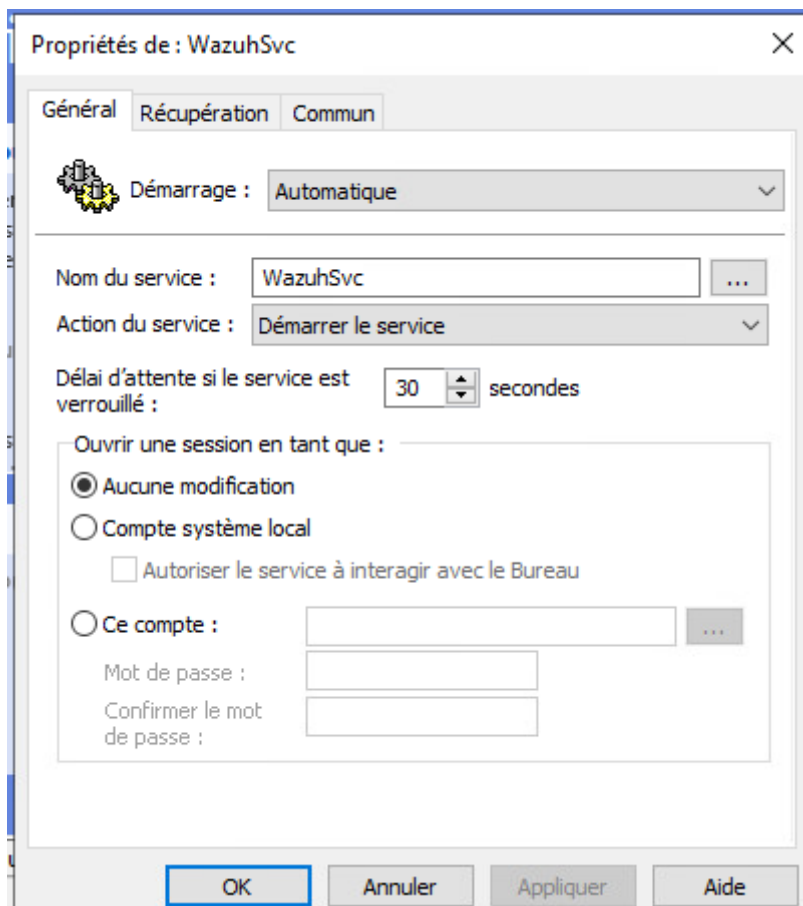 Propriétés de : WazuhSvc
Général Récupération Commun
Démarrage : Automatique
Nom du service : WazuhSvc ...
Action du service : Démarrer le service
Délai d'attente si le service est
verrouillé : 30 secondes
Ouvrir une session en tant que :
Aucune modification
Compte système local
Autoriser le service à interagir avec le Bureau
Ce compte : ...
Mot de passe :
Confirmer le mot
de passe :
OK Annuler Appliquer Aide